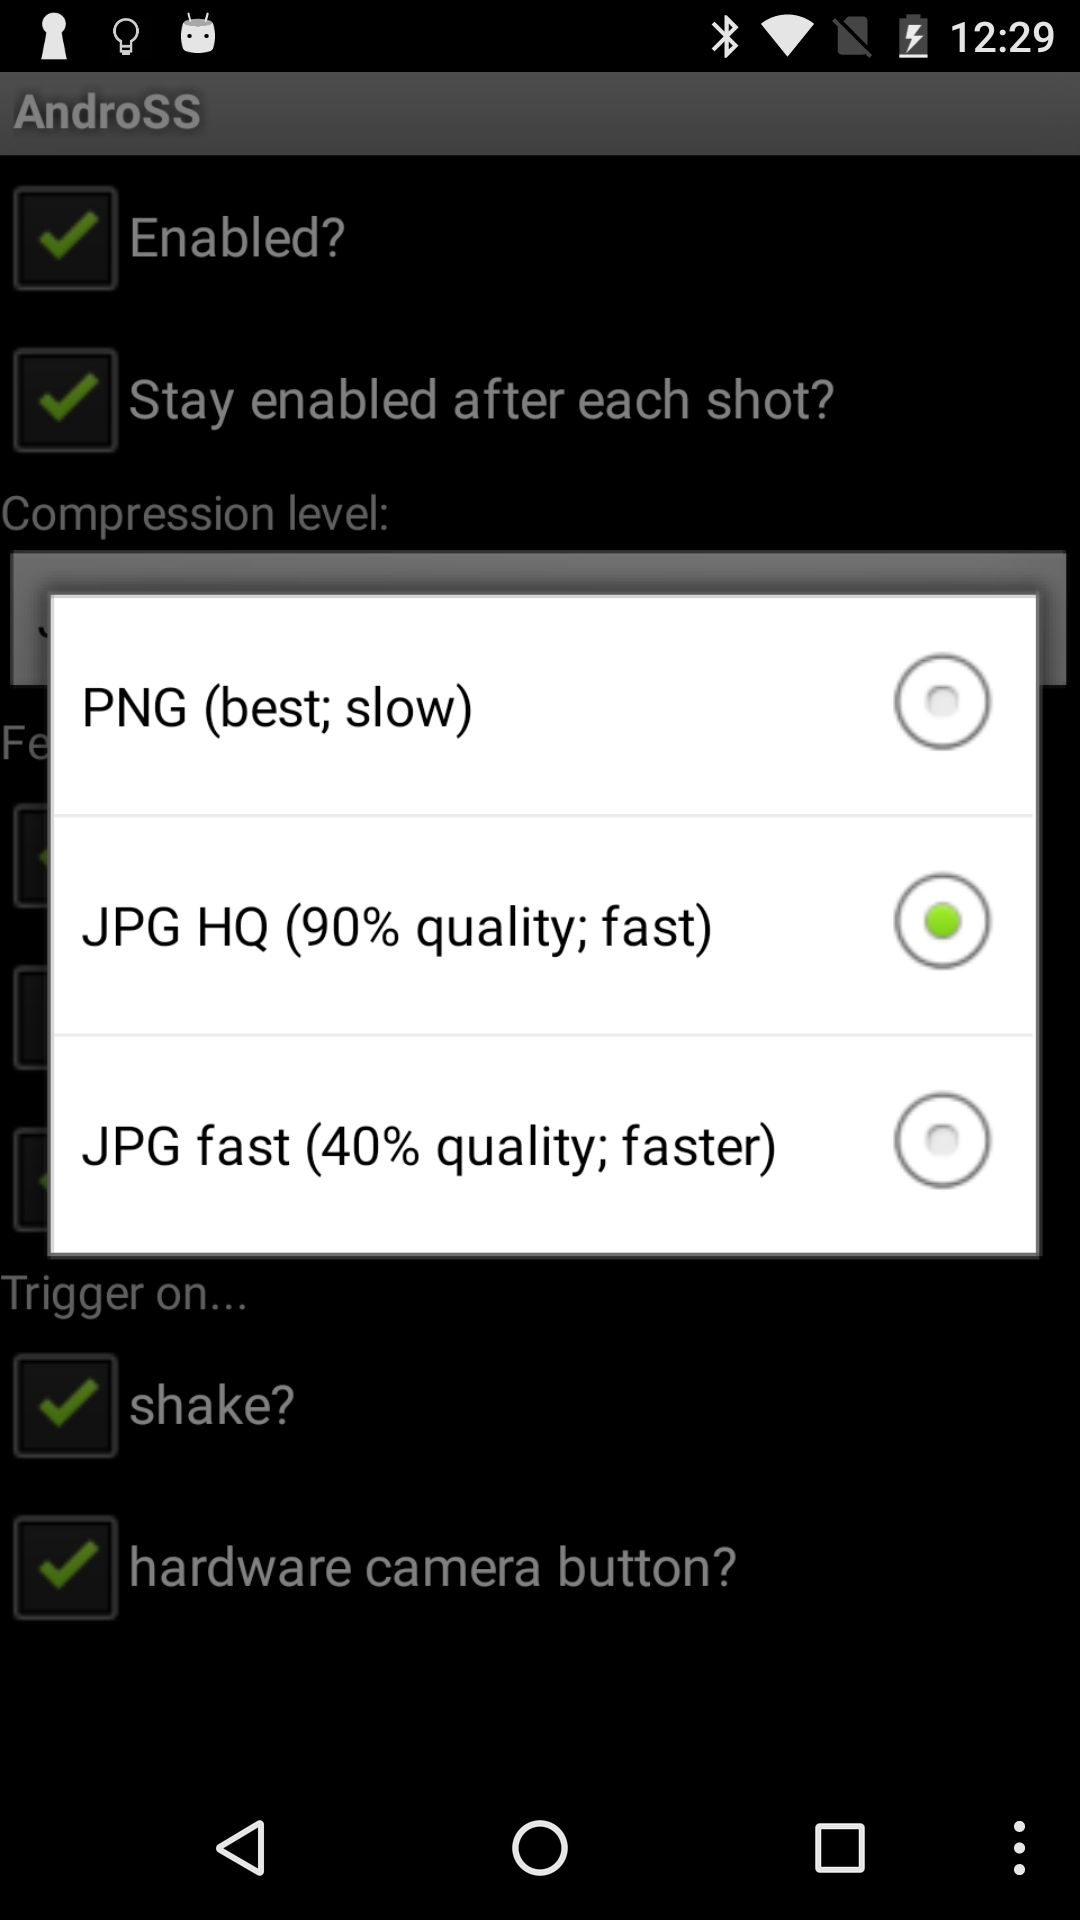 12:29
AndroSS
Enabled?
Stay enabled after each shot?
Compression level:
PNG (best; slow)
Fe
JPG HQ (90% quality; fast)
JPG fast (40% quality; faster)
Trigger on...
shake?
hardware camera button?